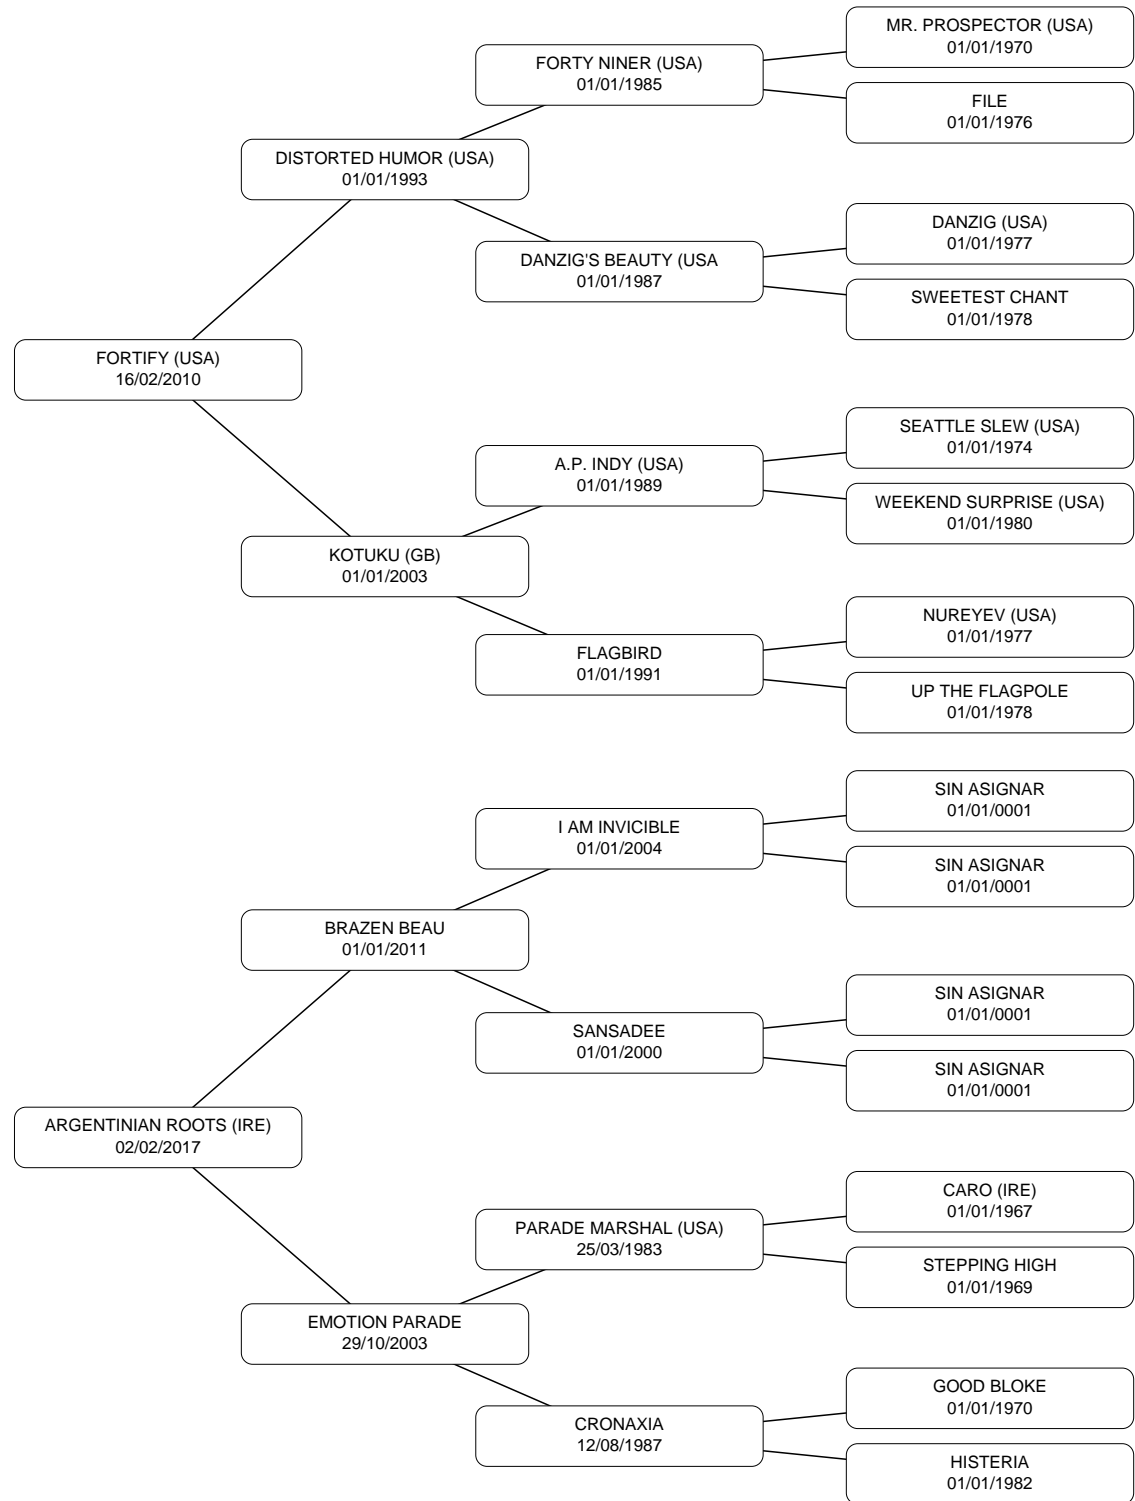 MR. PROSPECTOR (USA)
01/01/1970
FORTY NINER (USA)
01/01/1985
FILE
01/01/1976
DISTORTED HUMOR (USA)
01/01/1993
DANZIG (USA)
01/01/1977
DANZIG'S BEAUTY (USA
01/01/1987
SWEETEST CHANT
01/01/1978
FORTIFY (USA)
16/02/2010
SEATTLE SLEW (USA)
01/01/1974
A.P. INDY (USA)
01/01/1989
WEEKEND SURPRISE (USA)
01/01/1980
KOTUKU (GB)
01/01/2003
NUREYEV (USA)
01/01/1977
FLAGBIRD
01/01/1991
UP THE FLAGPOLE
01/01/1978
SIN ASIGNAR
01/01/0001
I AM INVICIBLE
01/01/2004
SIN ASIGNAR
01/01/0001
BRAZEN BEAU
01/01/2011
SIN ASIGNAR
01/01/0001
SANSADEE
01/01/2000
SIN ASIGNAR
01/01/0001
ARGENTINIAN ROOTS (IRE)
02/02/2017
CARO (IRE)
01/01/1967
PARADE MARSHAL (USA)
25/03/1983
STEPPING HIGH
01/01/1969
EMOTION PARADE
29/10/2003
GOOD BLOKE
01/01/1970
CRONAXIA
12/08/1987
HISTERIA
01/01/1982